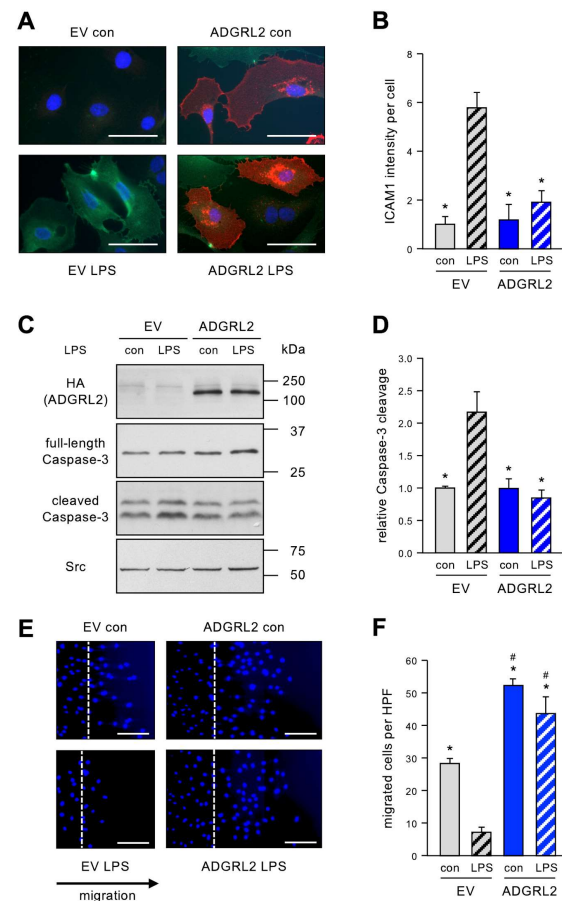 A
EV con
ADGRL2 con
EV LPS
ADGRL2 LPS
B
ICAM1 intensity per cell
8
6
4
2
0
*
*
*
con LPS con LPS
EV ADGRL2
C
EV ADGRL2
LPS con LPS con LPS kDa
HA
(ADGRL2)
250
100
full-length
Caspase-3
37
25
cleaved
Caspase-3
Src
75
50
D
relative Caspase-3 cleavage
3.0
2.5
2.0
1.5
1.0
0.5
0.0
*
*
*
con LPS con LPS
EV ADGRL2
E
EV con
ADGRL2 con
EV LPS
ADGRL2 LPS
migration
F
migrated cells per HPF
60
50
40
30
20
10
0
*
#
*
#
*
con LPS con LPS
EV ADGRL2